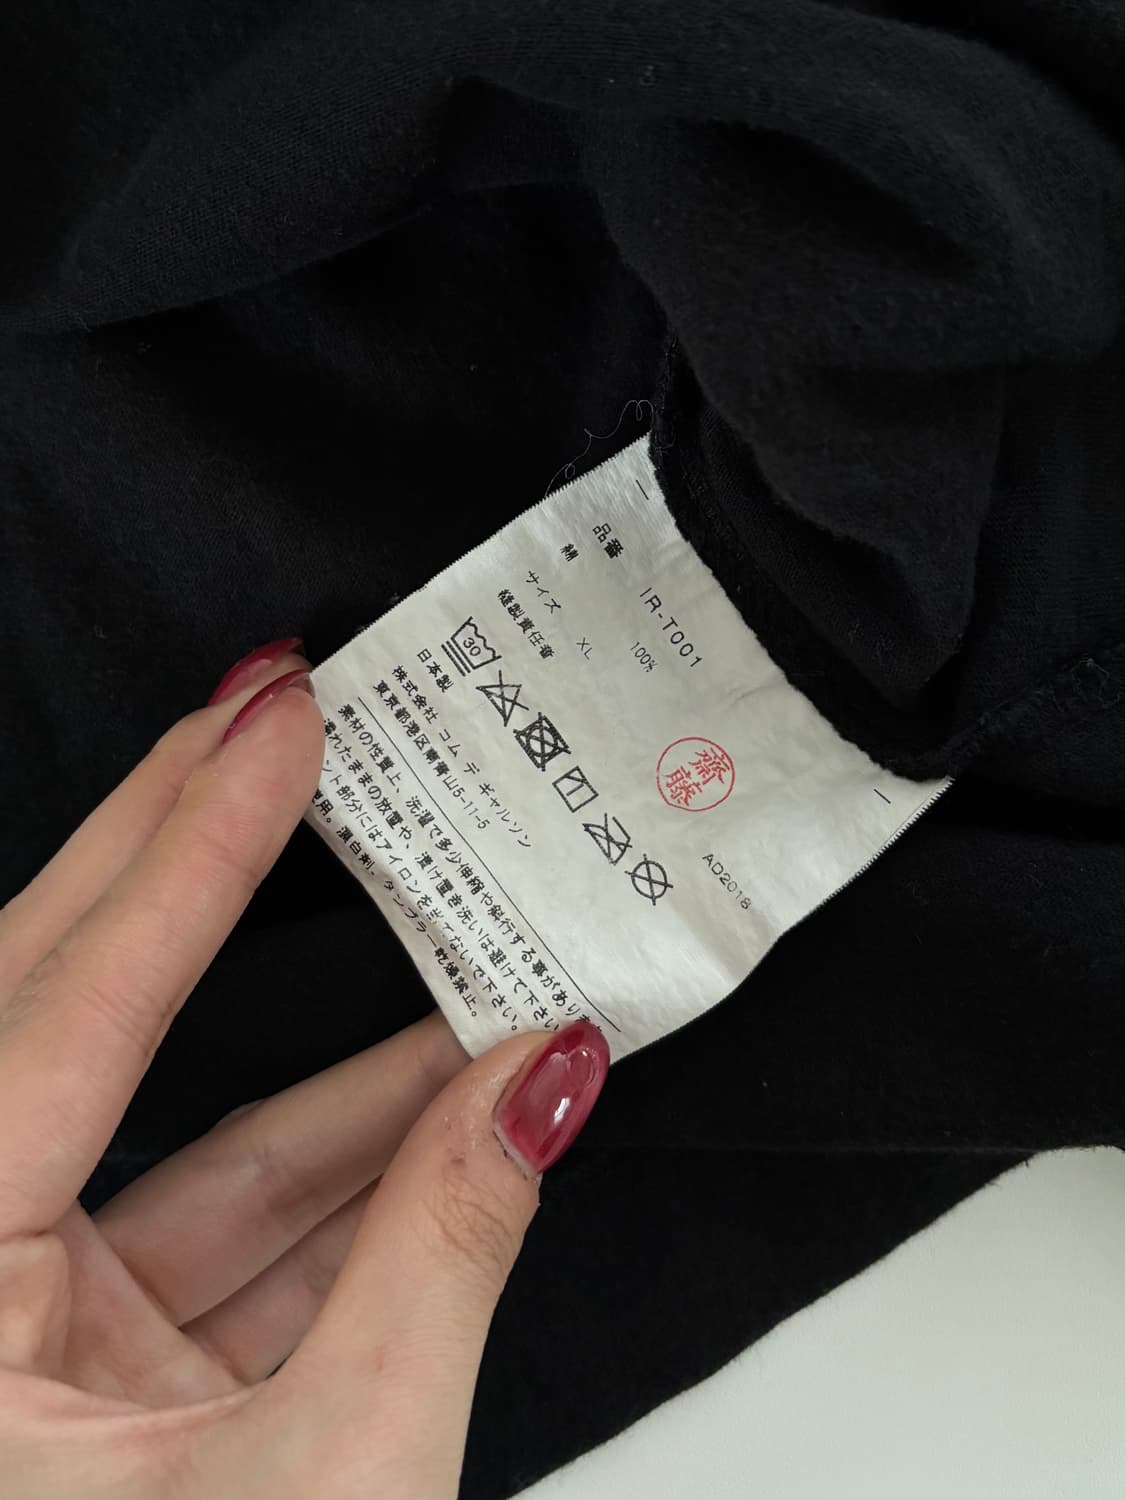 品番 IR-T001
綿 100%
サイズ XL
縫製責任者
齋藤
AD2018
30
日本製
株式会社 コム デ ギャルソン
東京都港区南青山5-11-5
素材の性質上、洗濯で多少伸縮や斜行する事があります
濡れたままの放置や、漬け置き洗いは避けて下さい
ント部分にはアイロンを当てないで下さい。
用。漂白剤、タンブラー乾燥禁止。